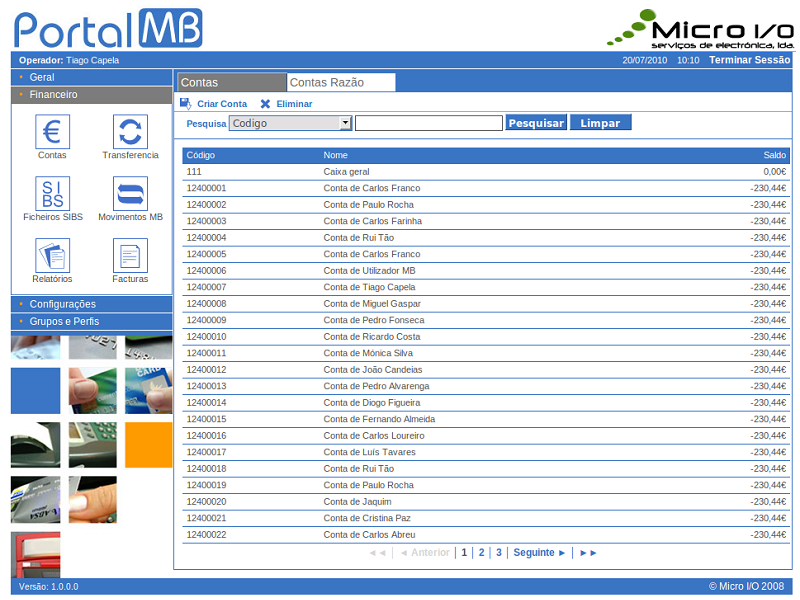 Portal MB
Micro I/O
serviços de electrónica, lda.
Operador: Tiago Capela
20/07/2010 10:10 Terminar Sessão
Geral
Financeiro
Contas
Transferencia
SIBS
Ficheiros SIBS
Movimentos MB
Relatórios
Facturas
Configurações
Grupos e Perfis
Contas Contas Razão
Criar Conta Eliminar
Pesquisa Codigo Pesquisar Limpar
Código Nome Saldo
111 Caixa geral 0,00€
12400001 Conta de Carlos Franco -230,44€
12400002 Conta de Paulo Rocha -230,44€
12400003 Conta de Carlos Farinha -230,44€
12400004 Conta de Rui Tão -230,44€
12400005 Conta de Carlos Franco -230,44€
12400006 Conta de Utilizador MB -230,44€
12400007 Conta de Tiago Capela -230,44€
12400008 Conta de Miguel Gaspar -230,44€
12400009 Conta de Pedro Fonseca -230,44€
12400010 Conta de Ricardo Costa -230,44€
12400011 Conta de Mónica Silva -230,44€
12400012 Conta de João Candeias -230,44€
12400013 Conta de Pedro Alvarenga -230,44€
12400014 Conta de Diogo Figueira -230,44€
12400015 Conta de Fernando Almeida -230,44€
12400016 Conta de Carlos Loureiro -230,44€
12400017 Conta de Luís Tavares -230,44€
12400018 Conta de Rui Tão -230,44€
12400019 Conta de Paulo Rocha -230,44€
12400020 Conta de Jaquim -230,44€
12400021 Conta de Cristina Paz -230,44€
12400022 Conta de Carlos Abreu -230,44€
◄◄ | ◄ Anterior | 1 | 2 | 3 | Seguinte ► | ►►
Versão: 1.0.0.0
© Micro I/O 2008